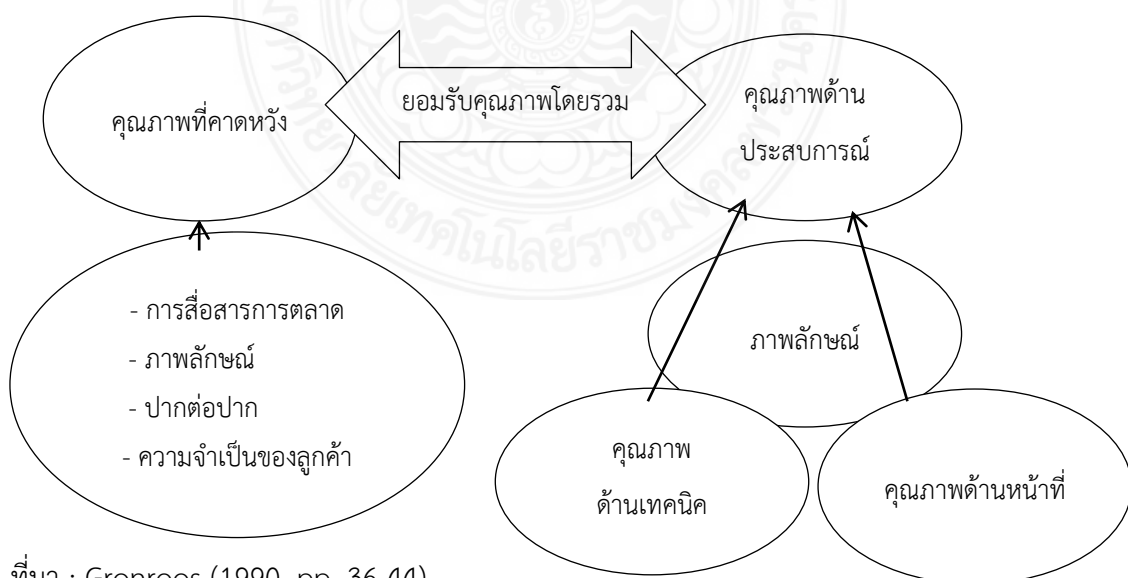 คุณภาพที่คาดหวัง
ยอมรับคุณภาพโดยรวม
คุณภาพด้าน
ประสบการณ์
- การสื่อสารการตลาด
- ภาพลักษณ์
- ปากต่อปาก
- ความจำเป็นของลูกค้า
ภาพลักษณ์
คุณภาพ
ด้านเทคนิค
คุณภาพด้านหน้าที่
ที่มา : Gronroos (1990, pp. 36-44)